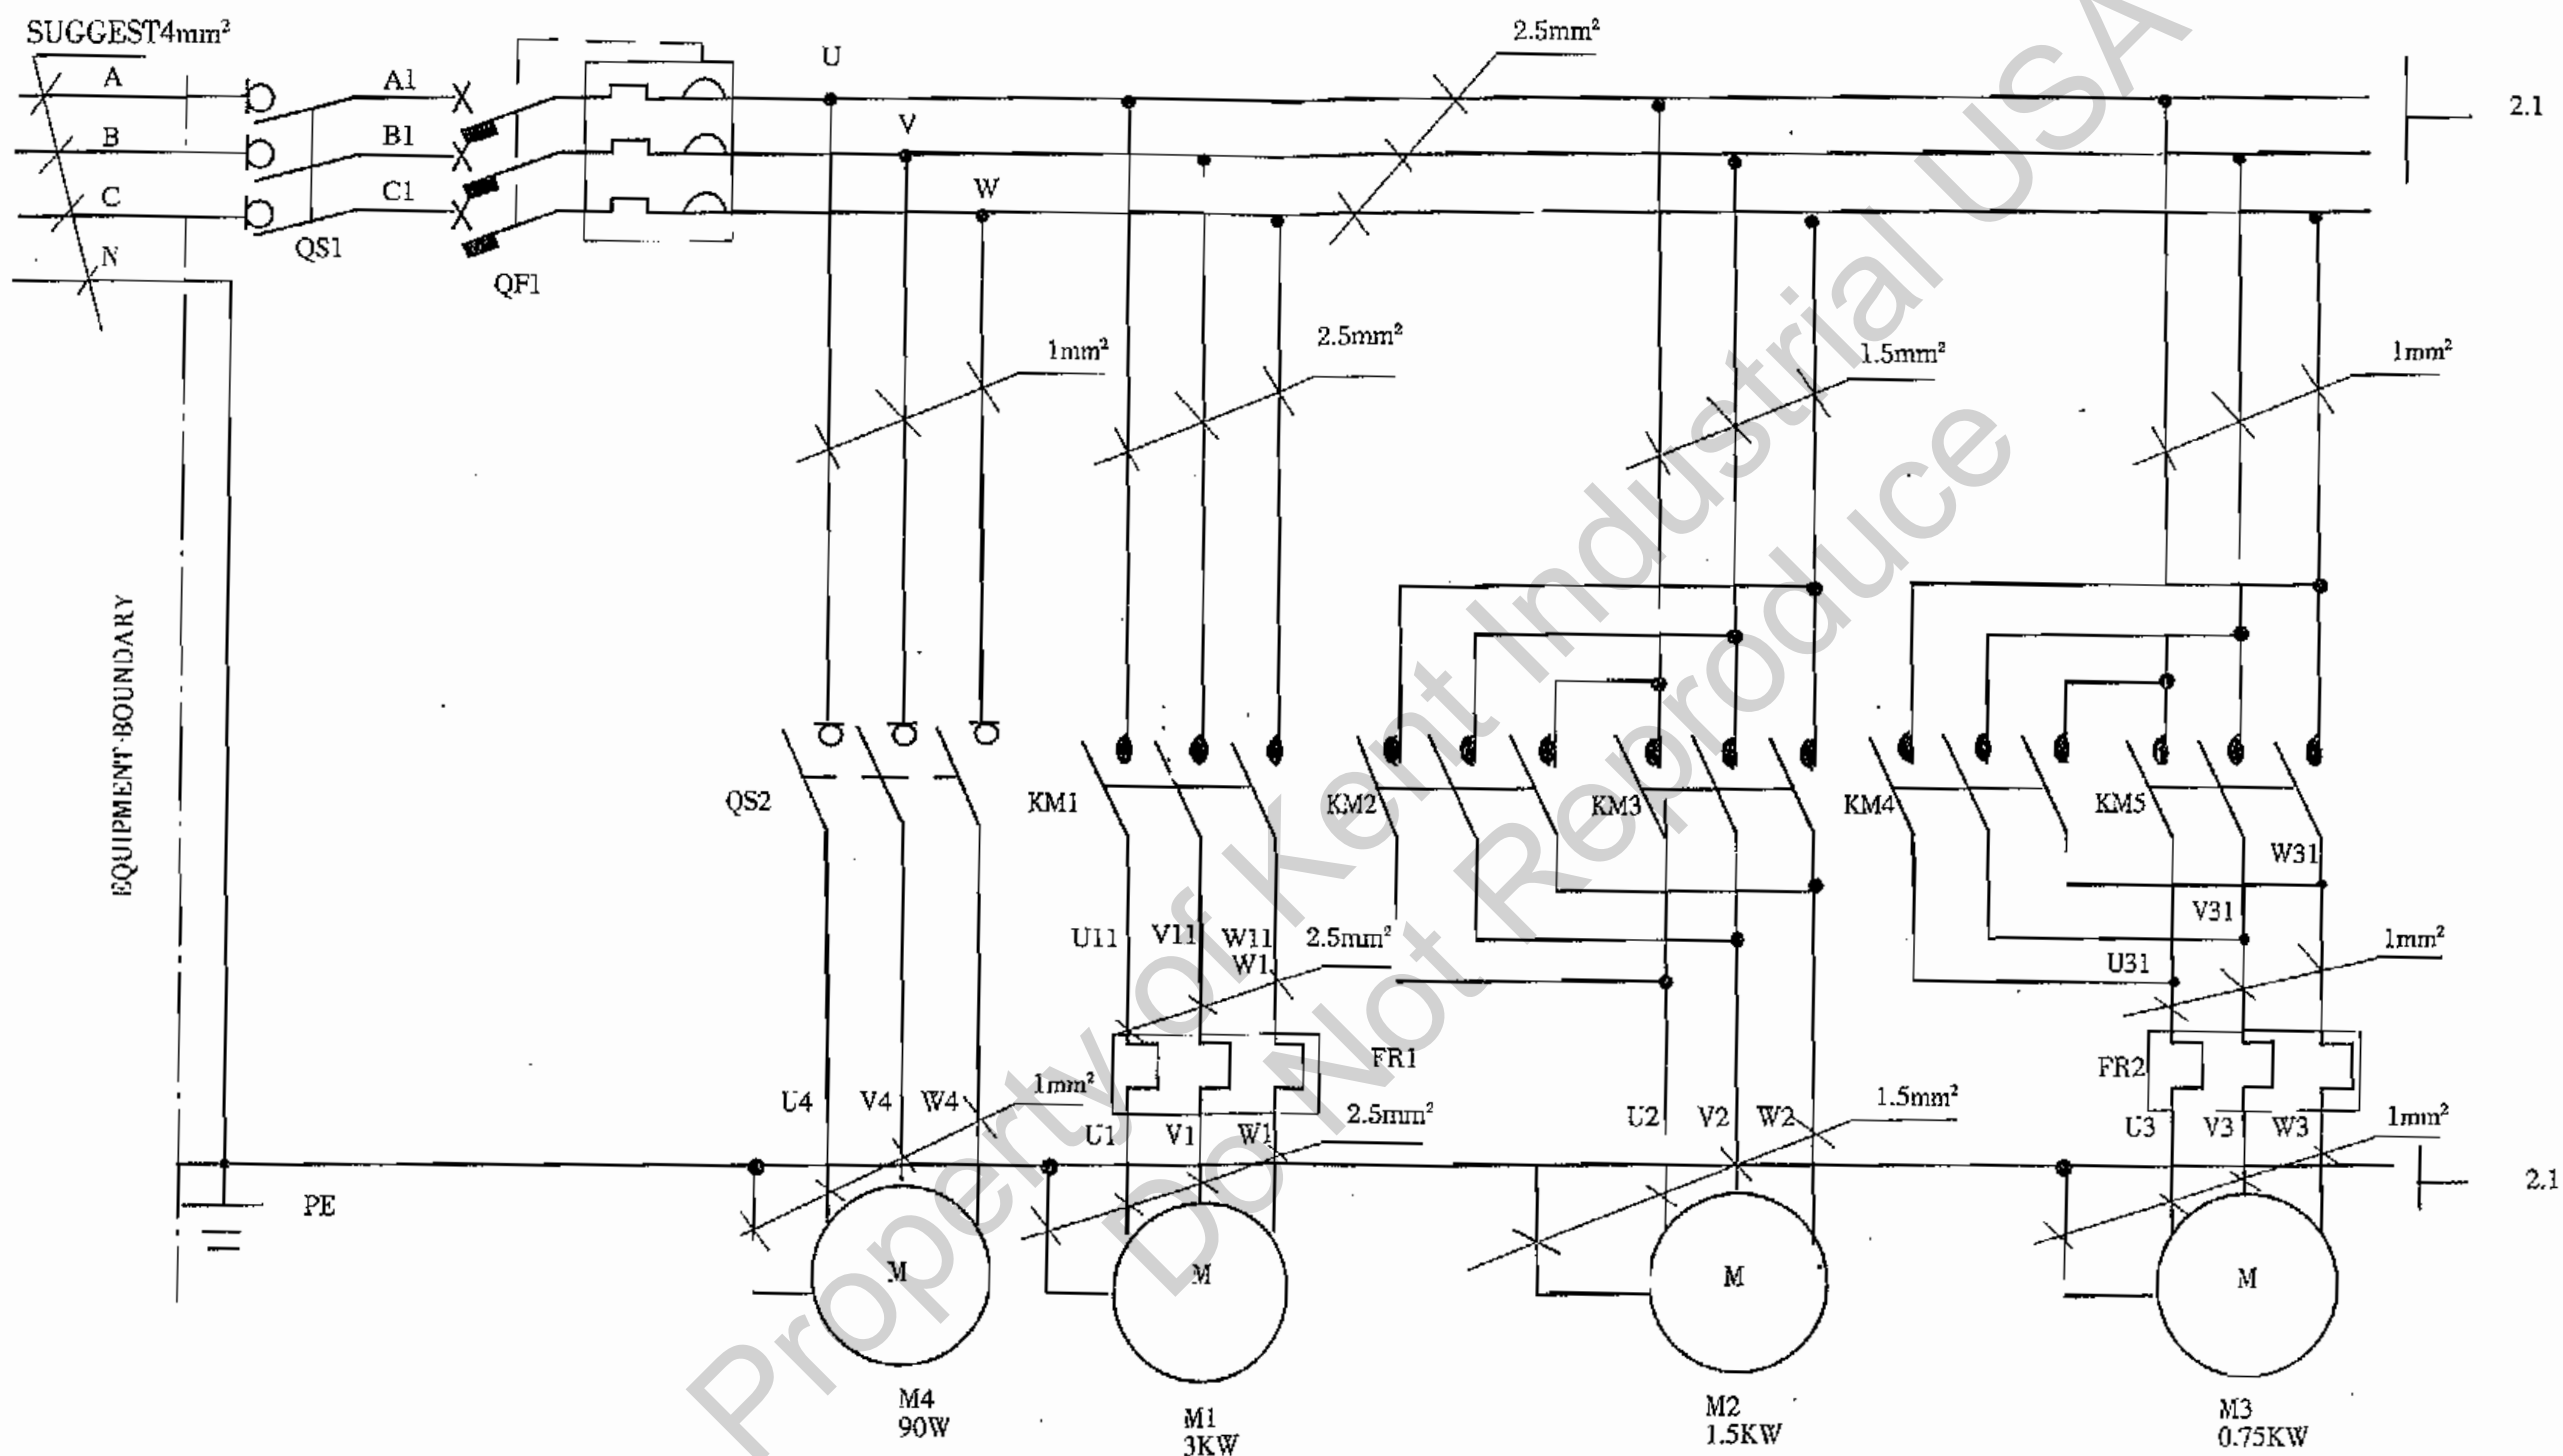 SUGGEST4mm²
A
B
C
N
A1
B1
C1
QS1
QF1
U
V
W
2.5mm²
2.1
1mm²
2.5mm²
1.5mm²
1mm²
EQUIPMENT BOUNDARY
QS2
KM1
KM2
KM3
KM4
KM5
W31
V31
U31
U11
V11
W11
W1
2.5mm²
1mm²
FR1
FR2
U4
V4
W4
1mm²
U1
V1
W1
2.5mm²
U2
V2
W2
1.5mm²
U3
V3
W3
1mm²
PE
2.1
M
M
M
M
M4
90W
M1
3KW
M2
1.5KW
M3
0.75KW
Property of Kent Industrial USA
Do Not Reproduce